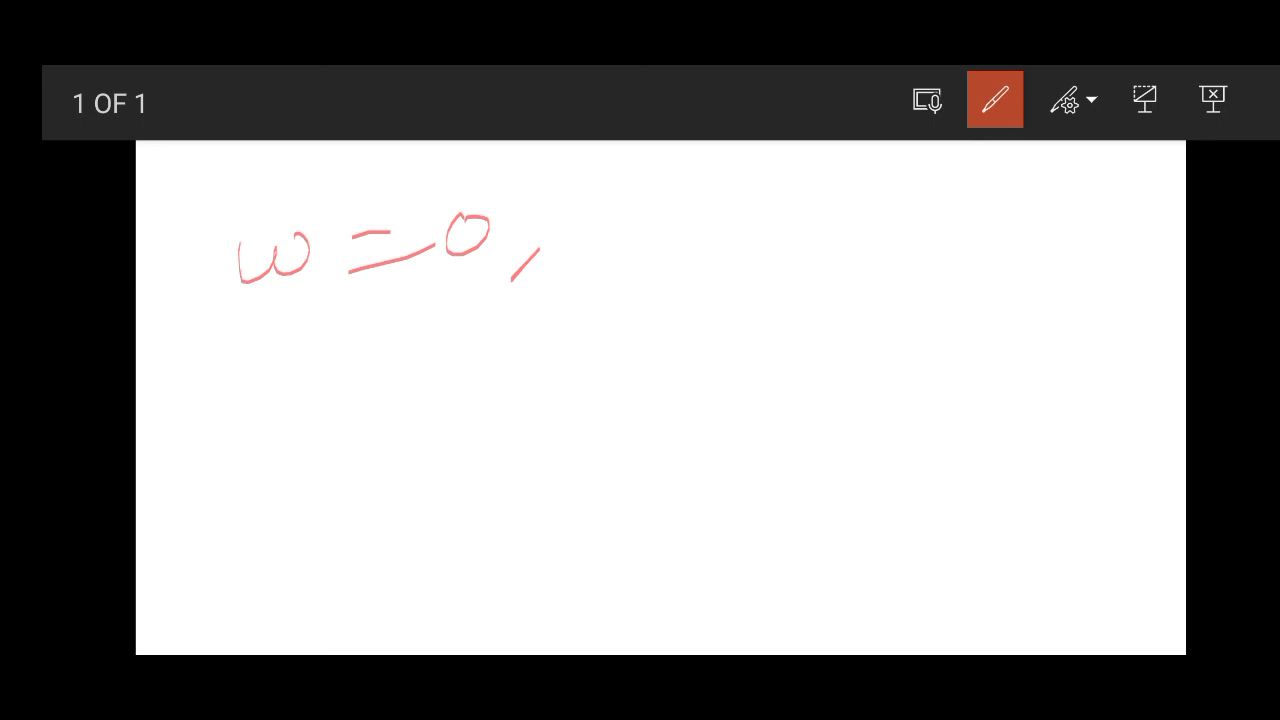 1 OF 1
ω = 0,